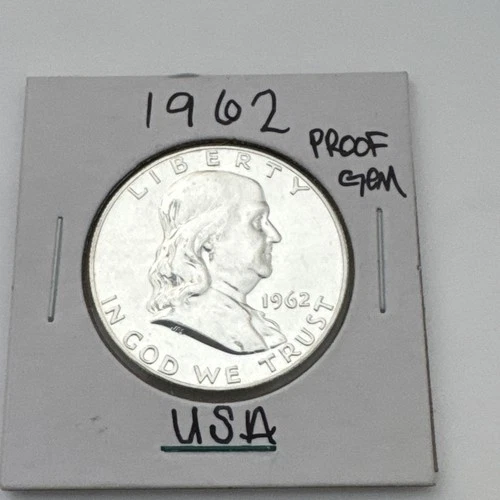 1962
PROOF
GEM
LIBERTY
1962
IN GOD WE TRUST
USA